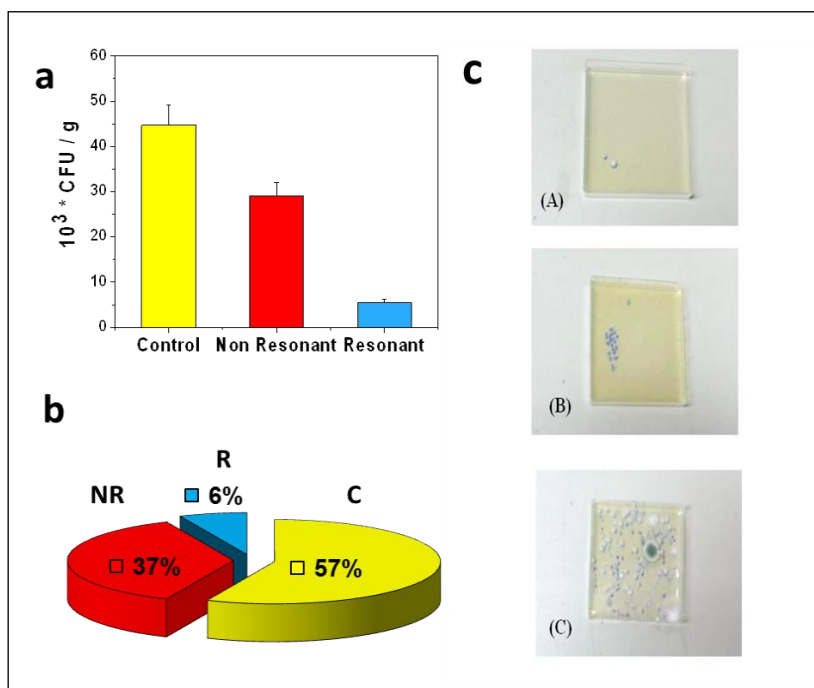 a
60
50
40
30
20
10
0
10³ * CFU / g
Control Non Resonant Resonant
b
R
6%
NR
37%
C
57%
c
(A)
(B)
(C)